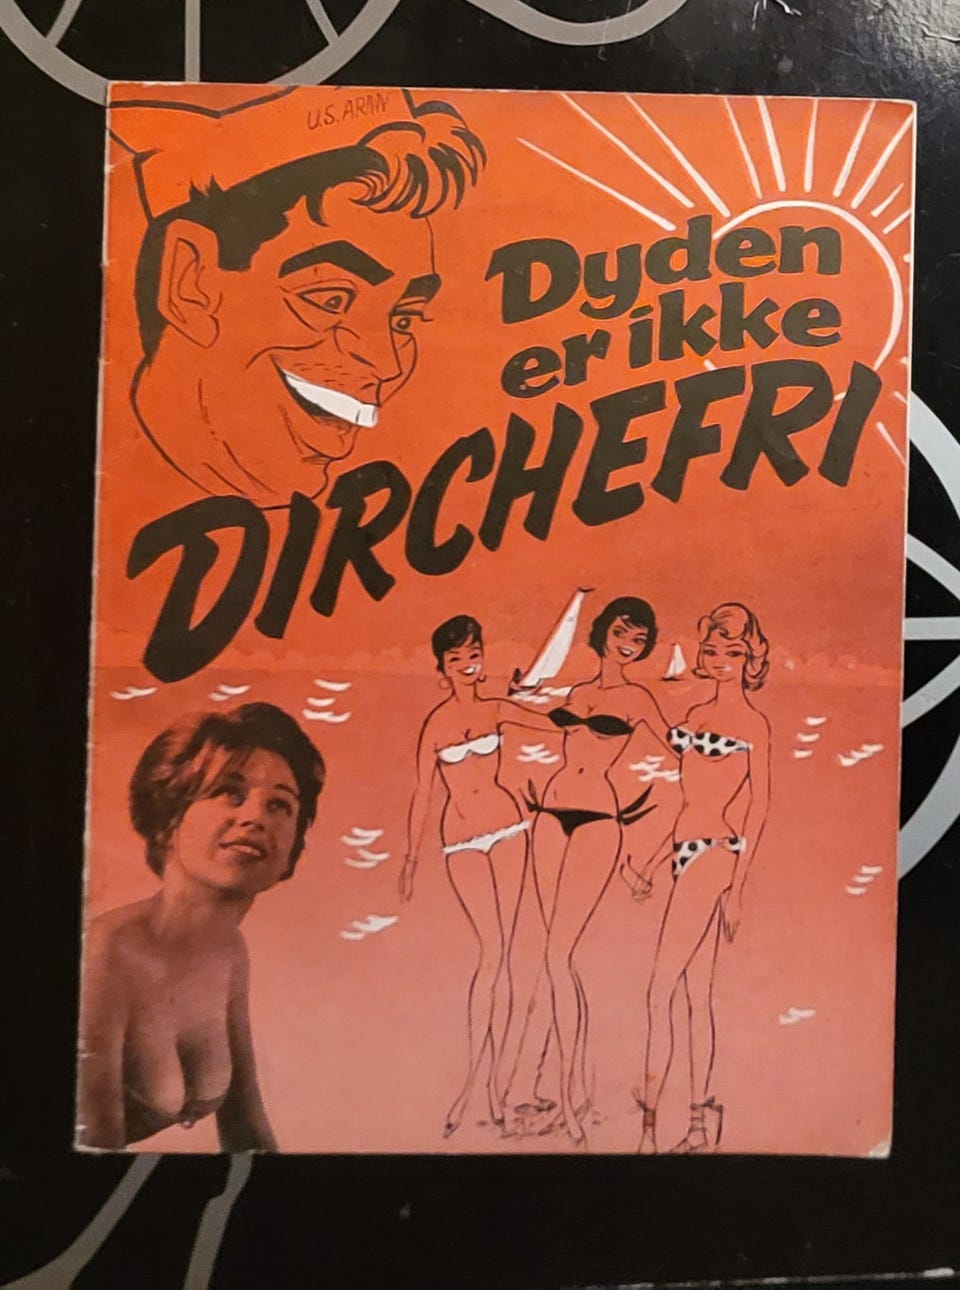 U.S. ARMY
Dyden
er ikke
DIRCHEFRI